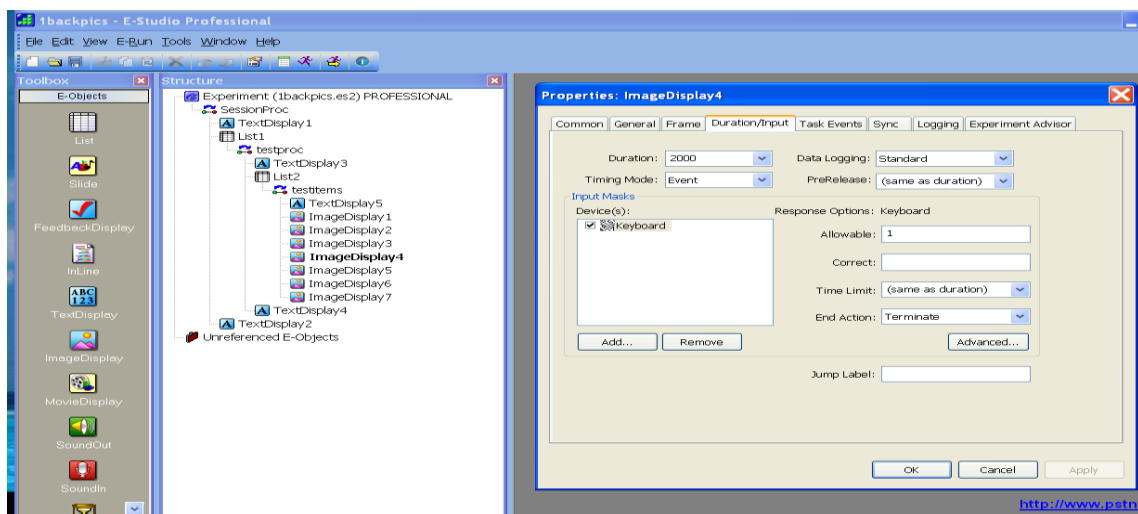 1backpics - E-Studio Professional
File Edit View E-Run Tools Window Help
Toolbox
E-Objects
List
Slide
FeedbackDisplay
InLine
ABC
123
TextDisplay
ImageDisplay
MovieDisplay
SoundOut
SoundIn
Structure
Experiment (1backpics.es2) PROFESSIONAL
SessionProc
TextDisplay1
List1
testproc
TextDisplay3
List2
testitems
TextDisplay5
ImageDisplay1
ImageDisplay2
ImageDisplay3
ImageDisplay4
ImageDisplay5
ImageDisplay6
ImageDisplay7
TextDisplay4
TextDisplay2
Unreferenced E-Objects
Properties: ImageDisplay4
Common General Frame Duration/Input Task Events Sync Logging Experiment Advisor
Duration: 2000 Data Logging: Standard
Timing Mode: Event PreRelease: (same as duration)
Input Masks
Device(s): Response Options: Keyboard
Keyboard
Allowable: 1
Correct:
Time Limit: (same as duration)
End Action: Terminate
Add... Remove Advanced...
Jump Label:
OK Cancel Apply
http://www.pstn